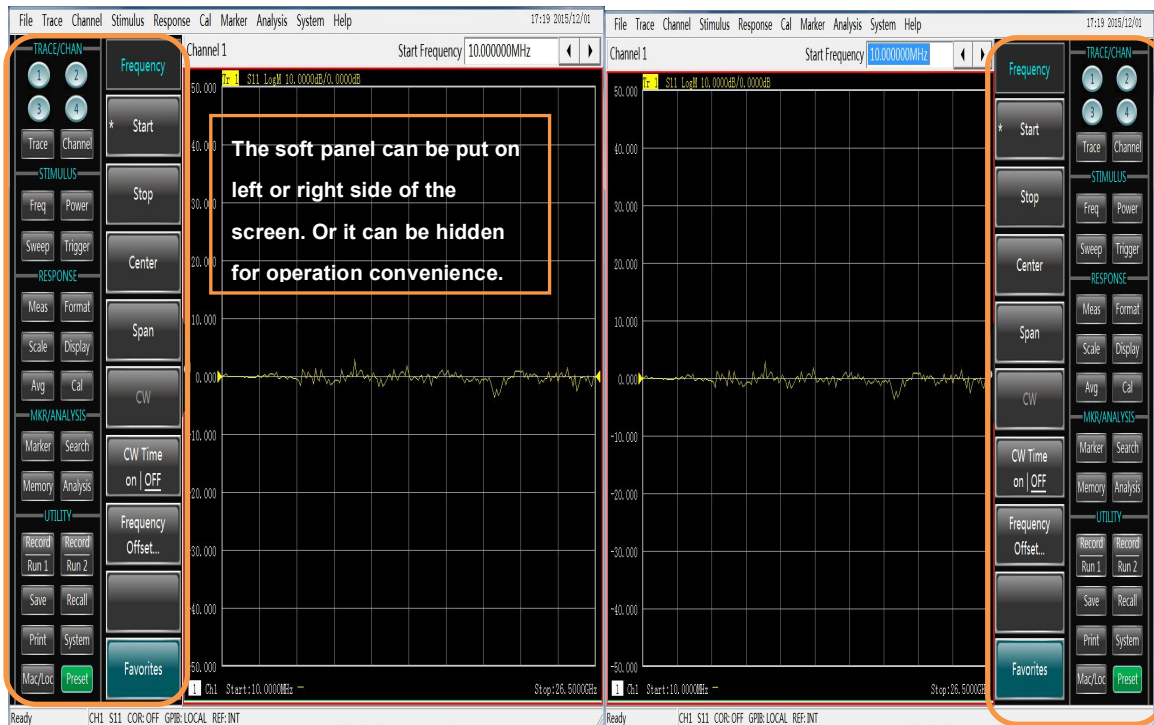 File Trace Channel Stimulus Response Cal Marker Analysis System Help 17:19 2015/12/01
TRACE/CHAN
1 2
3 4
Trace Channel
STIMULUS
Freq Power
Sweep Trigger
RESPONSE
Meas Format
Scale Display
Avg Cal
MKR/ANALYSIS
Marker Search
Memory Analysis
UTILITY
Record Record
Run 1 Run 2
Save Recall
Print System
Mac/Loc Preset
Frequency
* Start
Stop
Center
Span
CW
CW Time
on | OFF
Frequency
Offset...
Favorites
Channel 1 Start Frequency 10.000000MHz
Tr 1 S11 LogM 10.0000dB/0.0000dB
50.000
40.000
30.000
20.000
10.000
0.000
-10.000
-20.000
-30.000
-40.000
-50.000
The soft panel can be put on
left or right side of the
screen. Or it can be hidden
for operation convenience.
1 Ch1 Start:10.0000MHz — Stop:26.5000GHz
Ready CH1 S11 COR:OFF GPIB:LOCAL REF:INT
File Trace Channel Stimulus Response Cal Marker Analysis System Help 17:19 2015/12/01
Channel 1 Start Frequency 10.000000MHz
Tr 1 S11 LogM 10.0000dB/0.0000dB
50.000
40.000
30.000
20.000
10.000
0.000
-10.000
-20.000
-30.000
-40.000
-50.000
1 Ch1 Start:10.0000MHz — Stop:26.5000GHz
Frequency
* Start
Stop
Center
Span
CW
CW Time
on | OFF
Frequency
Offset...
Favorites
TRACE/CHAN
1 2
3 4
Trace Channel
STIMULUS
Freq Power
Sweep Trigger
RESPONSE
Meas Format
Scale Display
Avg Cal
MKR/ANALYSIS
Marker Search
Memory Analysis
UTILITY
Record Record
Run 1 Run 2
Save Recall
Print System
Mac/Loc Preset
Ready CH1 S11 COR:OFF GPIB:LOCAL REF:INT